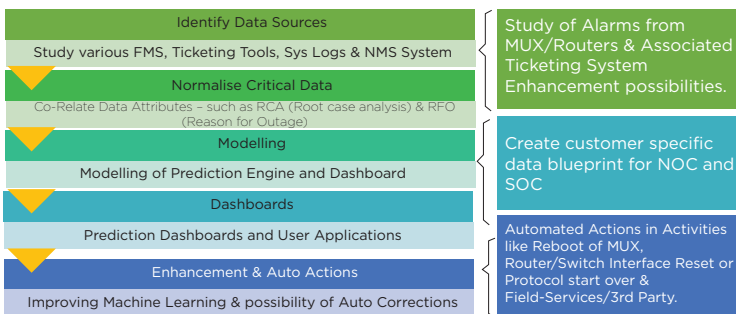 Identify Data Sources
Study various FMS, Ticketing Tools, Sys Logs & NMS System
Normalise Critical Data
Co-Relate Data Attributes – such as RCA (Root case analysis) & RFO
(Reason for Outage)
Modelling
Modelling of Prediction Engine and Dashboard
Dashboards
Prediction Dashboards and User Applications
Enhancement & Auto Actions
Improving Machine Learning & possibility of Auto Corrections
Study of Alarms from
MUX/Routers & Associated
Ticketing System
Enhancement possibilities.
Create customer specific
data blueprint for NOC and
SOC
Automated Actions in Activities
like Reboot of MUX,
Router/Switch Interface Reset or
Protocol start over &
Field-Services/3rd Party.